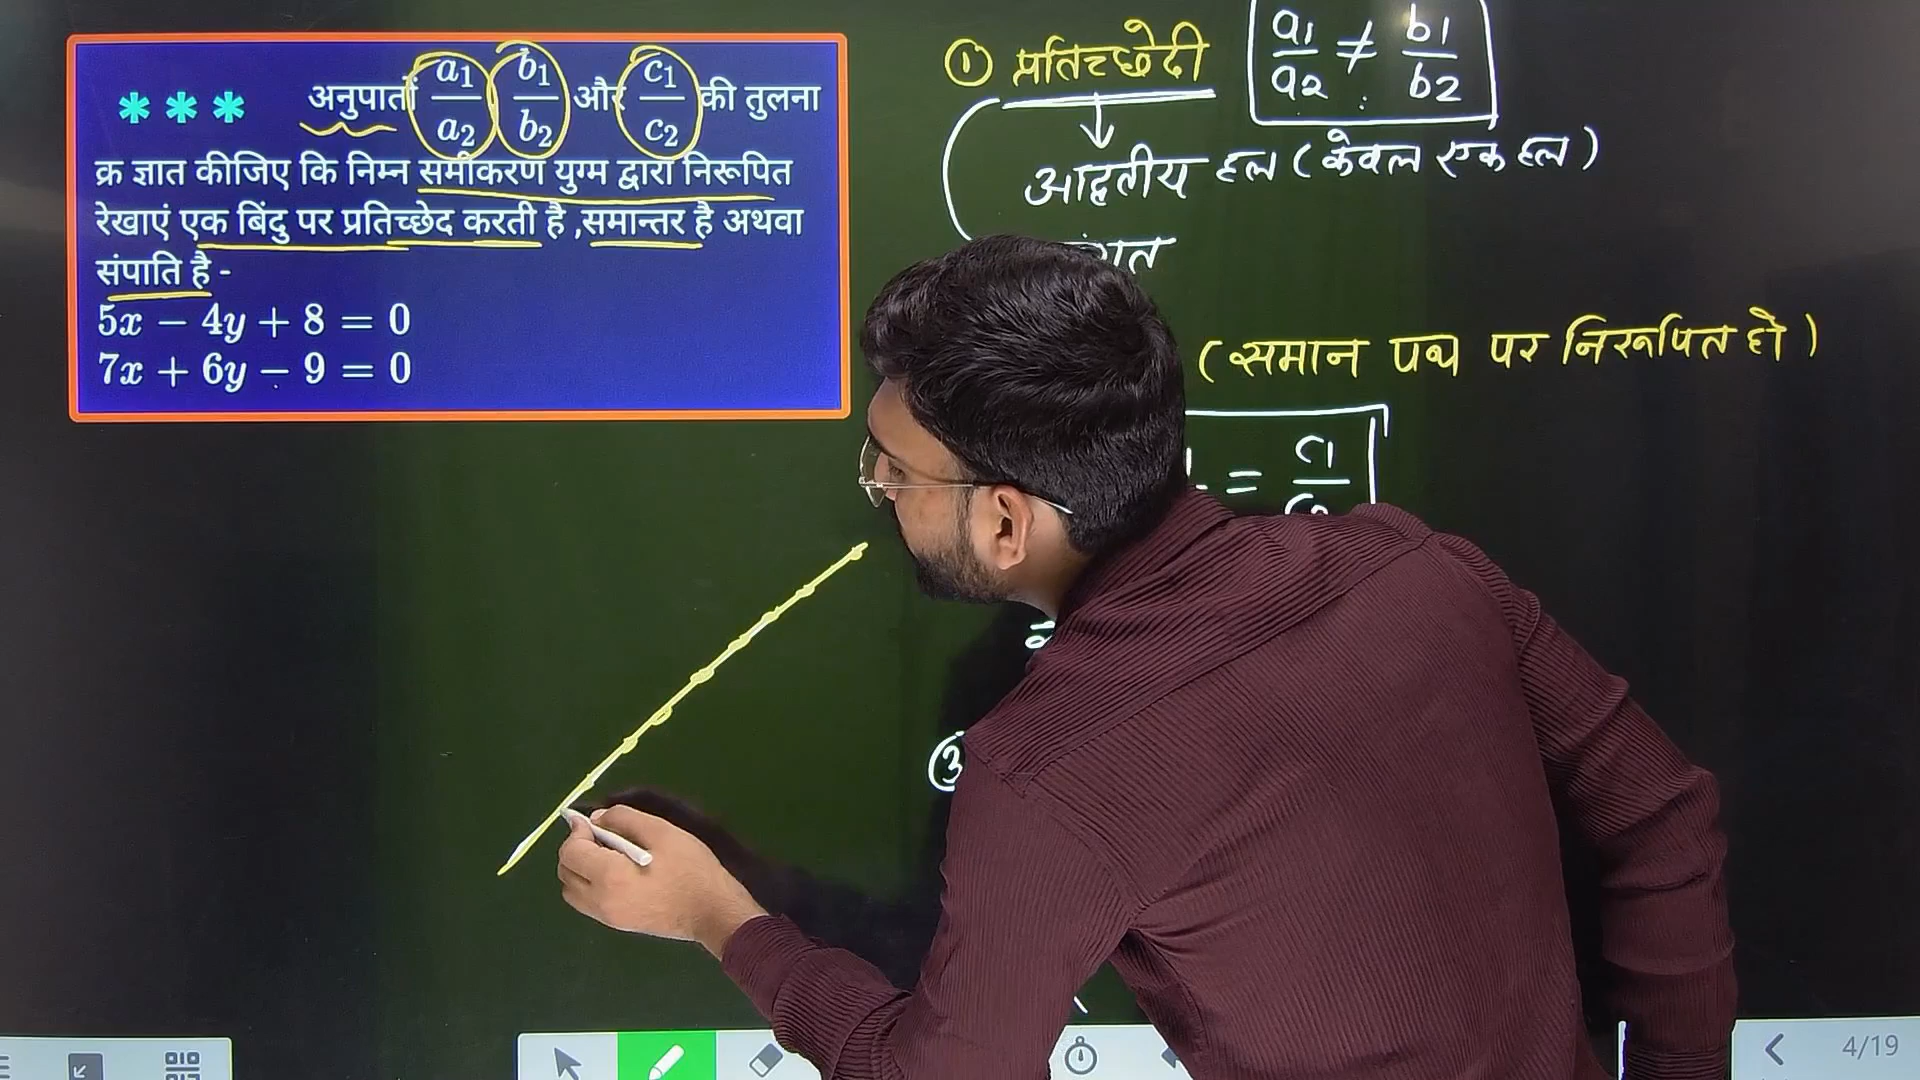 *** अनुपातों a₁/a₂ b₁/b₂ और c₁/c₂ की तुलना
क्र ज्ञात कीजिए कि निम्न समीकरण युग्म द्वारा निरूपित
रेखाएं एक बिंदु पर प्रतिच्छेद करती है ,समान्तर है अथवा
संपाति है -
5x − 4y + 8 = 0
7x + 6y − 9 = 0
① प्रतिच्छेदी a1/a2 ≠ b1/b2
हल (केवल एक हल)
(समान पथ पर निरूपित हो)
= c1
③
4/19